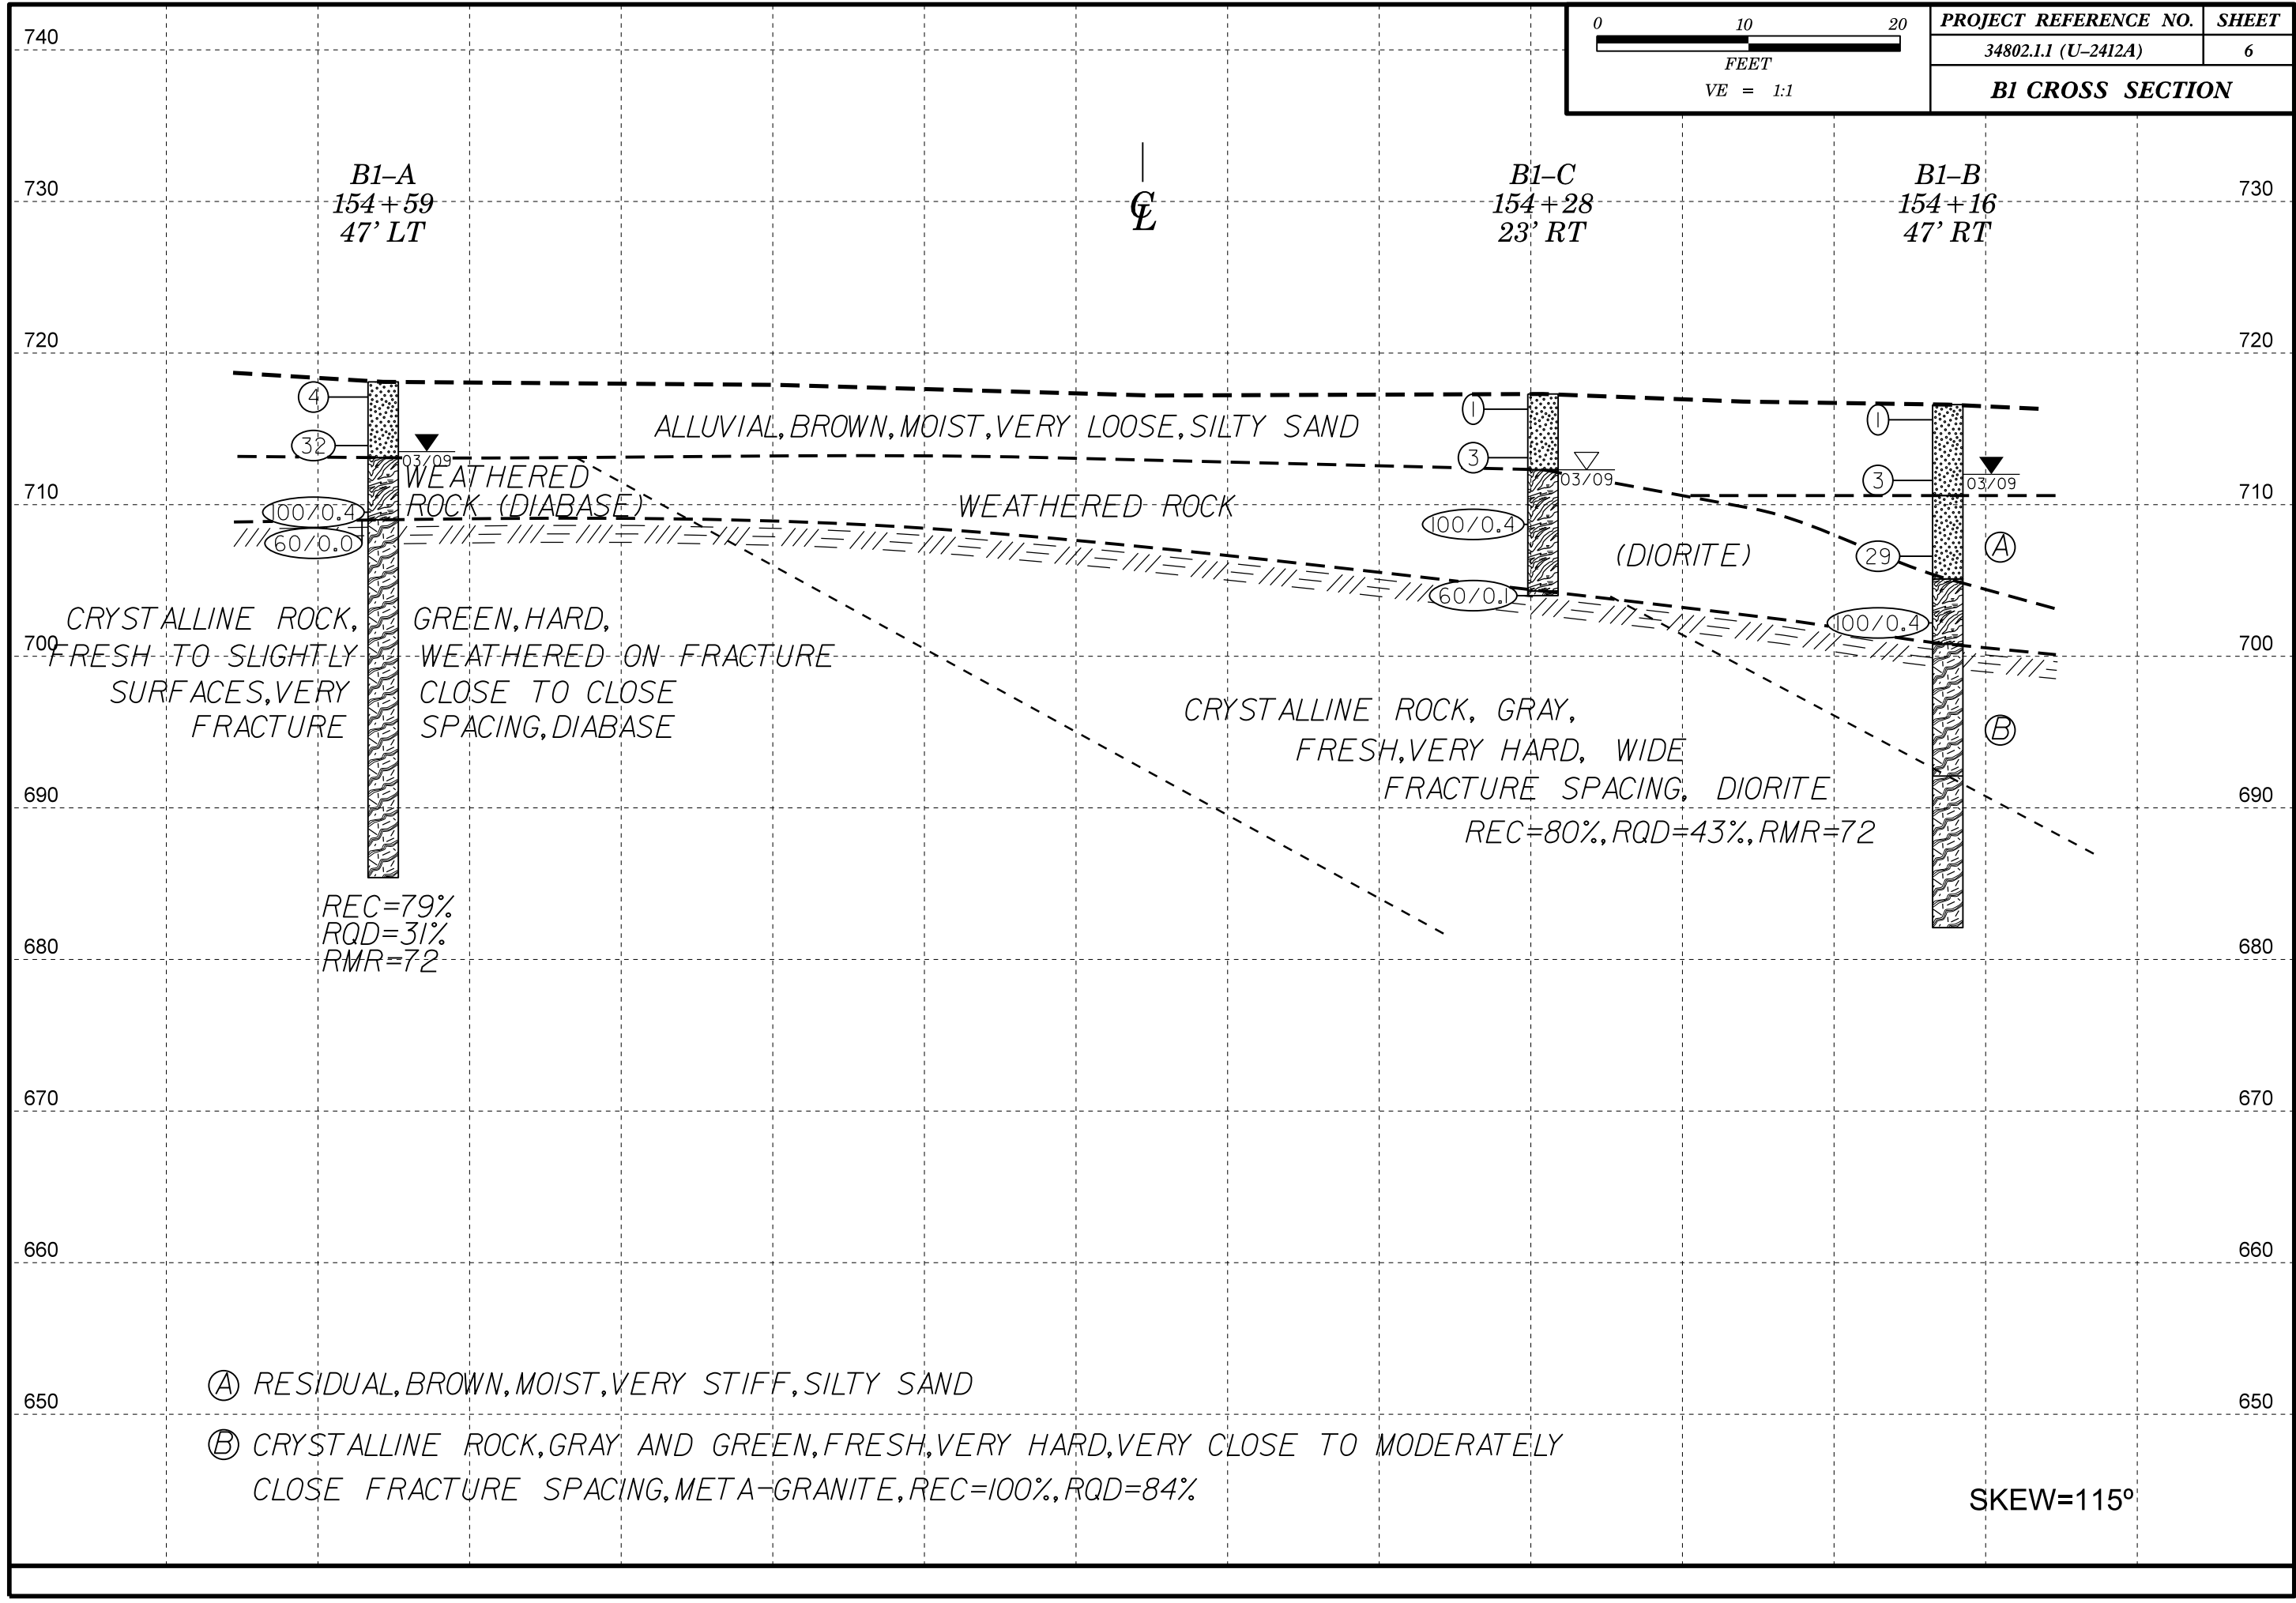 0 10 20
FEET
VE = 1:1
PROJECT REFERENCE NO. SHEET
34802.1.1 (U–2412A) 6
B1 CROSS SECTION
740
B1–A
154+59
47' LT
CL
B1–C
154+28
23' RT
B1–B
154+16
47' RT
730 730
720 720
4
32
03/09
100/0.4
60/0.0
ALLUVIAL, BROWN, MOIST, VERY LOOSE, SILTY SAND
WEATHERED
ROCK (DIABASE)
WEATHERED ROCK
(DIORITE)
1
3
03/09
100/0.4
60/0.1
1
3
03/09
29
100/0.4
A
B
710 710
CRYSTALLINE ROCK, GREEN, HARD,
FRESH TO SLIGHTLY WEATHERED ON FRACTURE
SURFACES, VERY CLOSE TO CLOSE
FRACTURE SPACING, DIABASE
700 700
CRYSTALLINE ROCK, GRAY,
FRESH, VERY HARD, WIDE
FRACTURE SPACING, DIORITE
REC=80%, RQD=43%, RMR=72
690 690
REC=79%
RQD=31%
RMR=72
680 680
670 670
660 660
650 650
A RESIDUAL, BROWN, MOIST, VERY STIFF, SILTY SAND
B CRYSTALLINE ROCK, GRAY AND GREEN, FRESH, VERY HARD, VERY CLOSE TO MODERATELY
CLOSE FRACTURE SPACING, META-GRANITE, REC=100%, RQD=84%
SKEW=115º